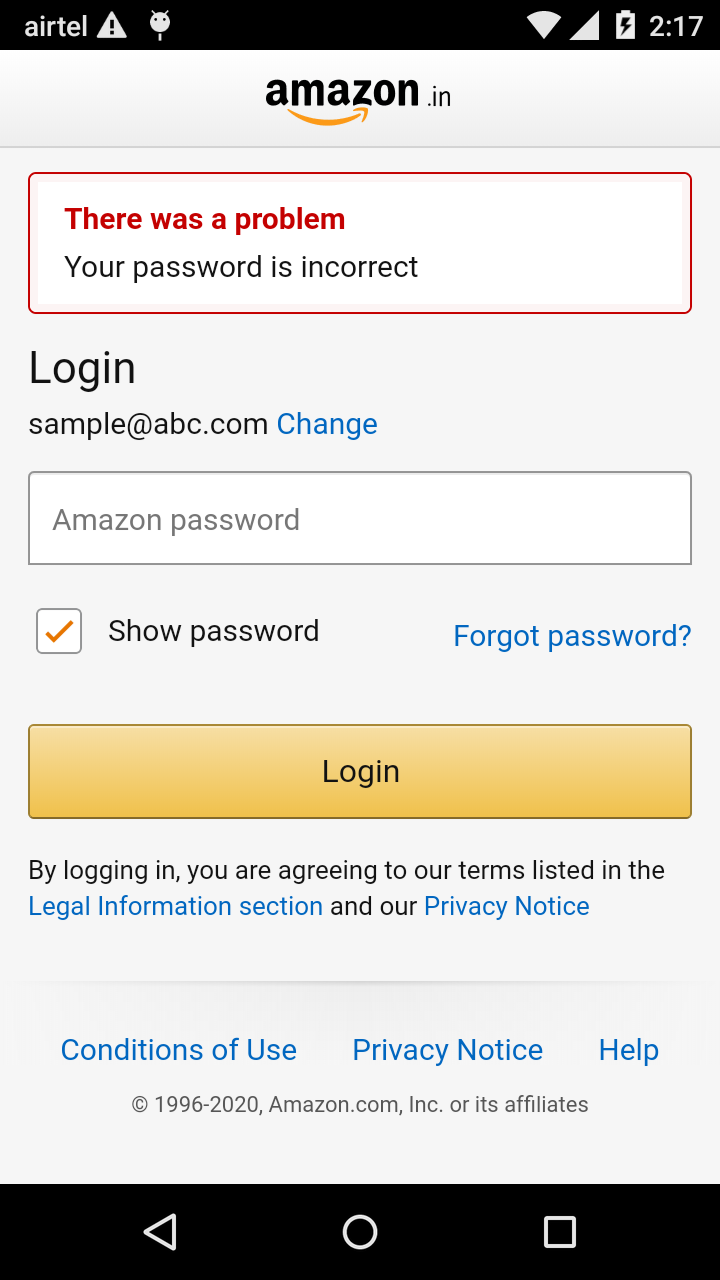 airtel 2:17
amazon.in
There was a problem
Your password is incorrect
Login
sample@abc.com Change
Amazon password
Show password Forgot password?
Login
By logging in, you are agreeing to our terms listed in the
Legal Information section and our Privacy Notice
Conditions of Use Privacy Notice Help
© 1996-2020, Amazon.com, Inc. or its affiliates